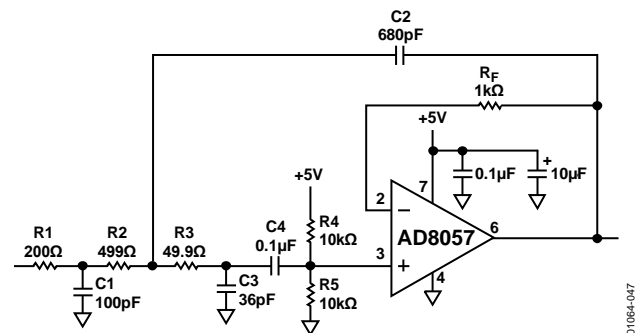 C2
680pF
RF
1kΩ
+5V
+5V
0.1µF
+
10µF
7
2
–
AD8057
6
3
+
4
R1
200Ω
R2
499Ω
R3
49.9Ω
C4
0.1µF
R4
10kΩ
R5
10kΩ
C1
100pF
C3
36pF
01064-047